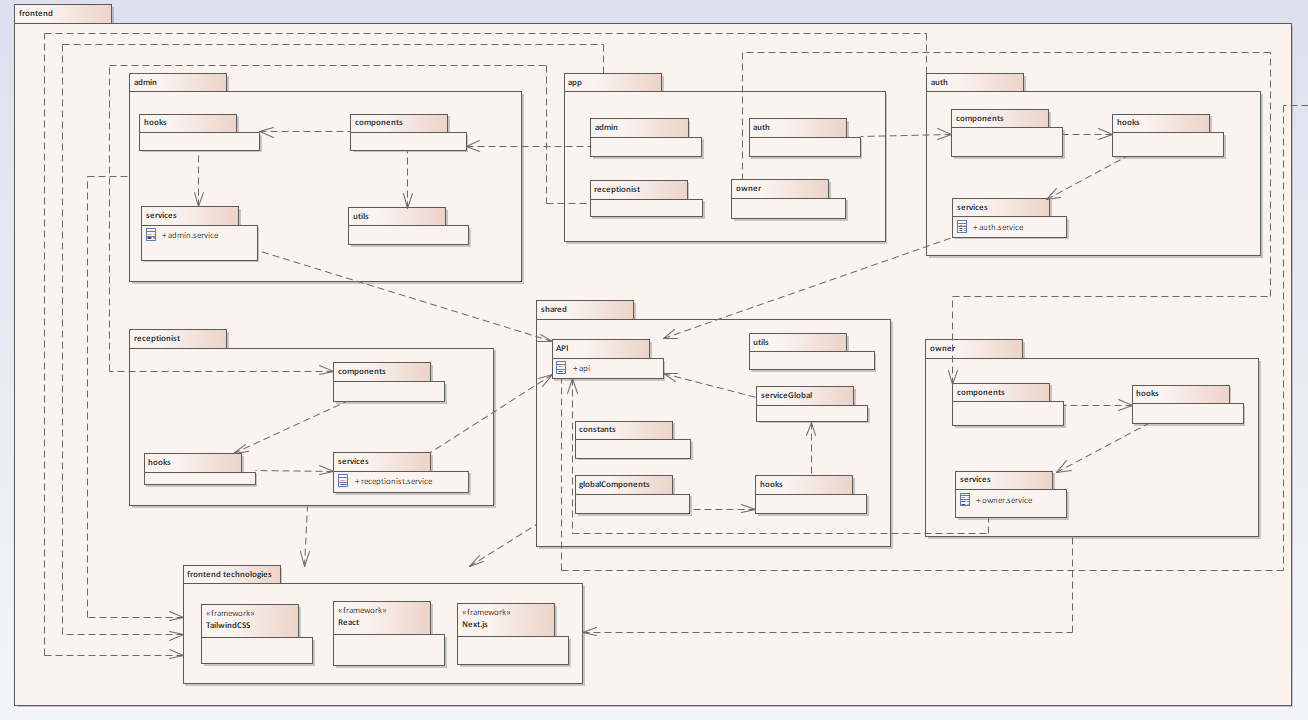 frontend
admin
hooks
components
services
+ admin.service
utils
app
admin
auth
receptionist
owner
auth
components
hooks
services
+ auth.service
receptionist
components
hooks
services
+ receptionist.service
shared
API
+ api
utils
serviceGlobal
constants
globalComponents
hooks
owner
components
hooks
services
+ owner.service
frontend technologies
«framework»
TailwindCSS
«framework»
React
«framework»
Next.js